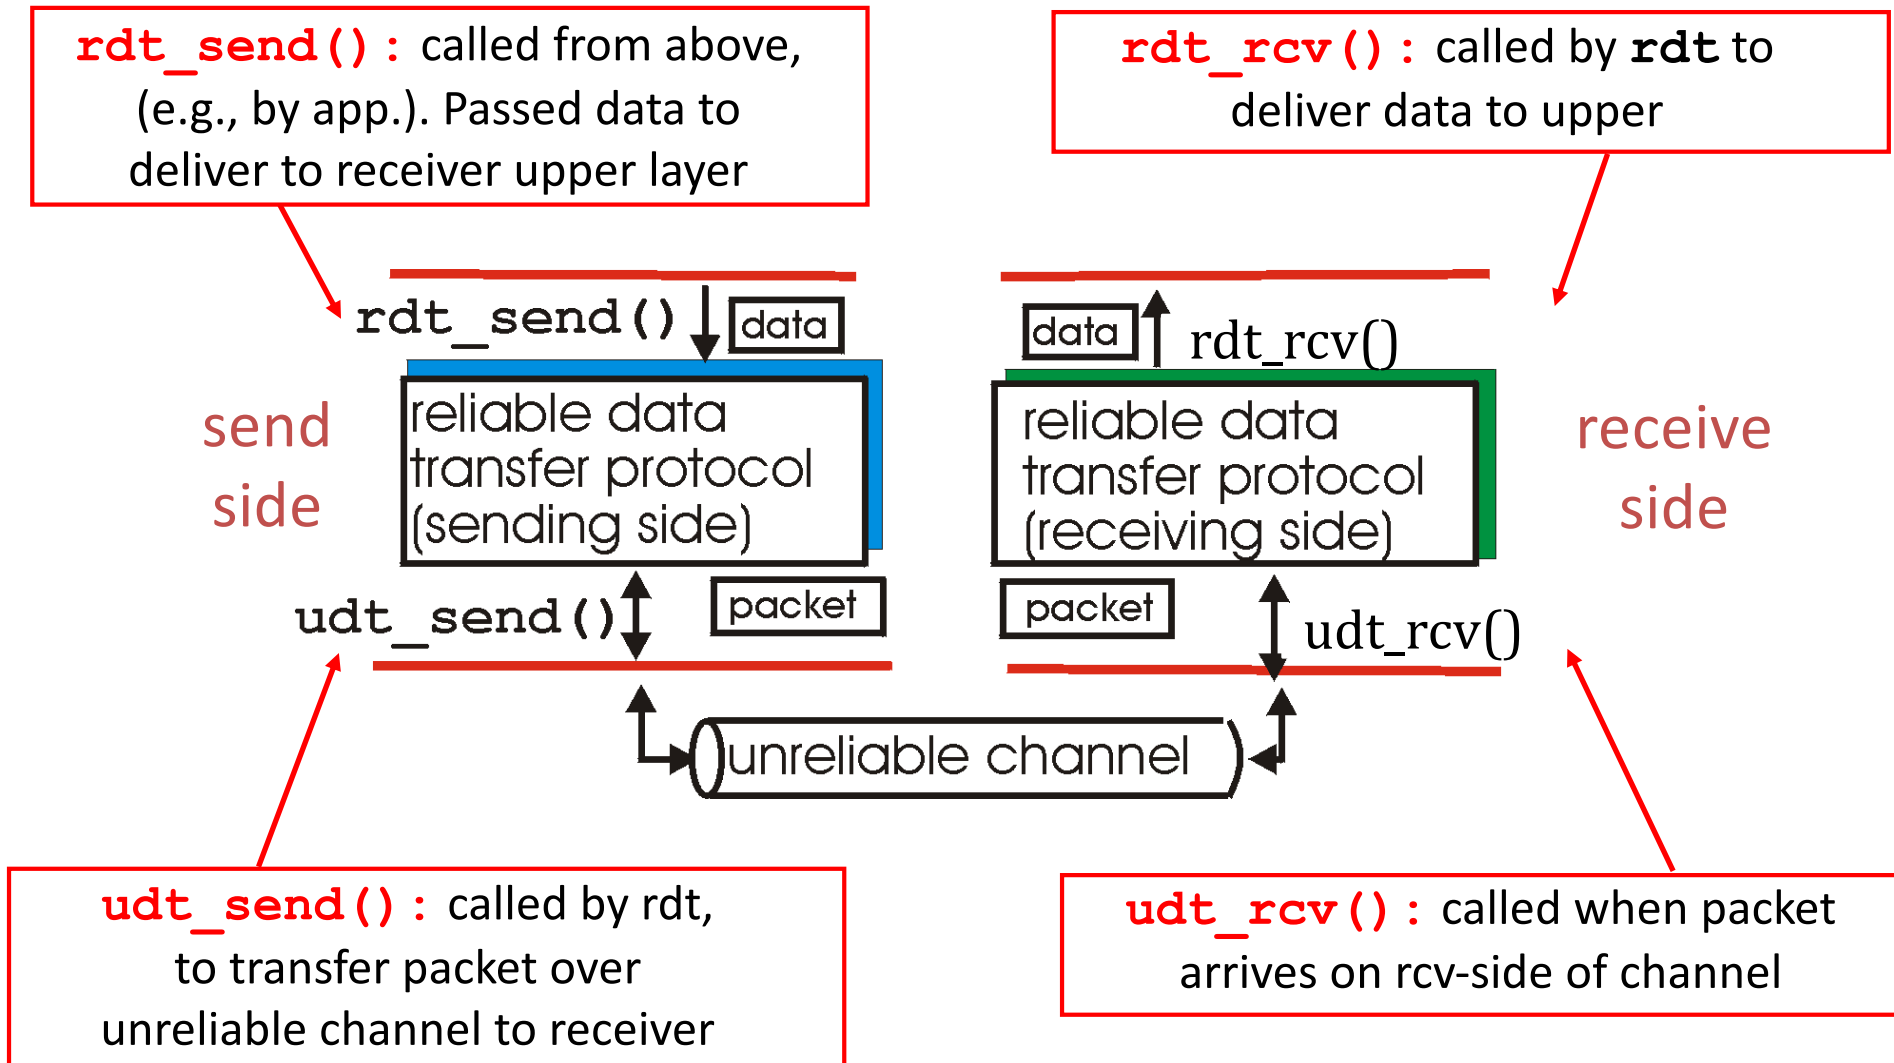 rdt_send(): called from above,
(e.g., by app.). Passed data to
deliver to receiver upper layer
rdt_rcv(): called by rdt to
deliver data to upper
rdt_send()
data
data
rdt_rcv()
send
side
reliable data
transfer protocol
(sending side)
reliable data
transfer protocol
(receiving side)
receive
side
udt_send()
packet
packet
udt_rcv()
unreliable channel
udt_send(): called by rdt,
to transfer packet over
unreliable channel to receiver
udt_rcv(): called when packet
arrives on rcv-side of channel